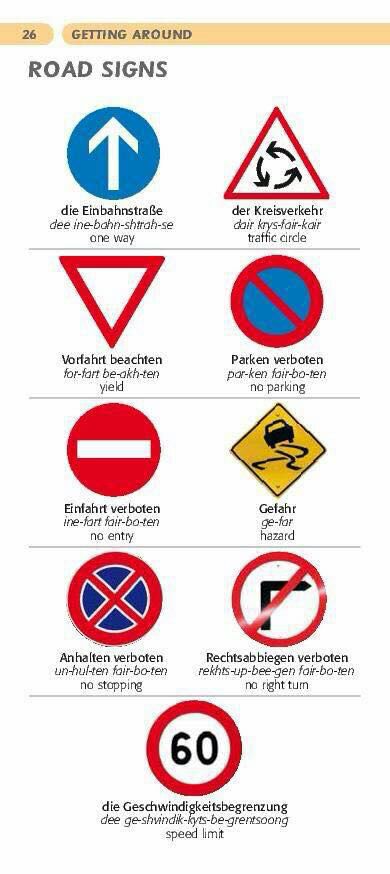 26 GETTING AROUND
ROAD SIGNS
die Einbahnstraße
dee ine-bahn-shtrah-se
one way
der Kreisverkehr
dair krys-fair-kair
traffic circle
Vorfahrt beachten
for-fart be-akh-ten
yield
Parken verboten
par-ken fair-bo-ten
no parking
Einfahrt verboten
ine-fart fair-bo-ten
no entry
Gefahr
ge-far
hazard
Anhalten verboten
un-hul-ten fair-bo-ten
no stopping
Rechtsabbiegen verboten
rekhts-up-bee-gen fair-bo-ten
no right turn
60
die Geschwindigkeitsbegrenzung
dee ge-shvindik-kyts-be-grentsoong
speed limit